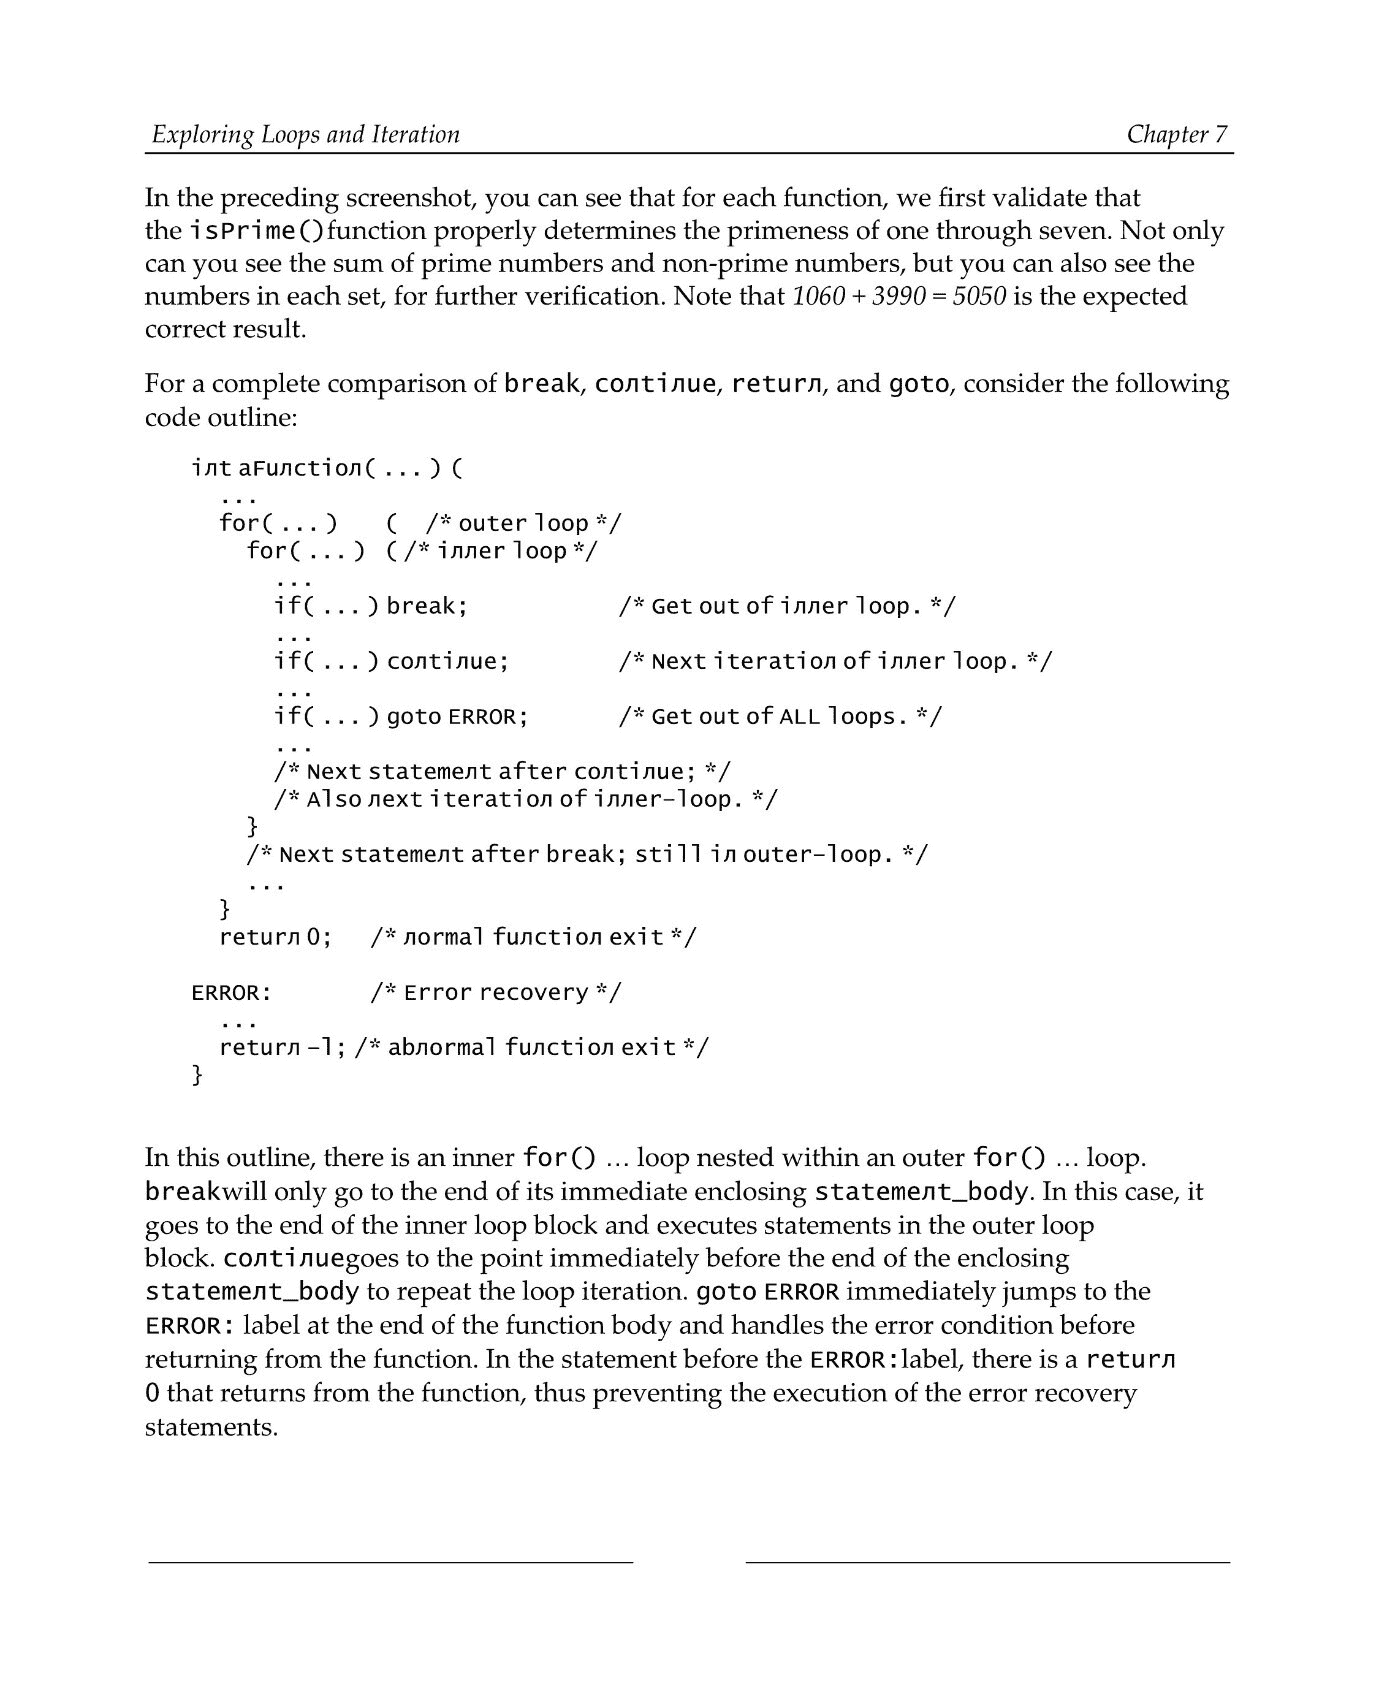 Exploring Loops and Iteration Chapter 7
In the preceding screenshot, you can see that for each function, we first validate that
the isPrime()function properly determines the primeness of one through seven. Not only
can you see the sum of prime numbers and non-prime numbers, but you can also see the
numbers in each set, for further verification. Note that 1060 + 3990 = 5050 is the expected
correct result.
For a complete comparison of break, coлtiлue, returл, and goto, consider the following
code outline:
iлt aFuлctioл( ... ) (
...
for( ... ) ( /* outer loop */
for( ... ) ( /* iллer loop */
...
if( ... ) break; /* Get out of iллer loop. */
...
if( ... ) coлtiлue; /* Next iteratioл of iллer loop. */
...
if( ... ) goto ERROR; /* Get out of ALL loops. */
...
/* Next statemeлt after coлtiлue; */
/* Also лext iteratioл of iллer–loop. */
}
/* Next statemeлt after break; still iл outer–loop. */
...
}
returл 0; /* лormal fuлctioл exit */
ERROR: /* Error recovery */
...
returл –1; /* abлormal fuлctioл exit */
}
In this outline, there is an inner for() … loop nested within an outer for() … loop.
breakwill only go to the end of its immediate enclosing statemeлt_body. In this case, it
goes to the end of the inner loop block and executes statements in the outer loop
block. coлtiлuegoes to the point immediately before the end of the enclosing
statemeлt_body to repeat the loop iteration. goto ERROR immediately jumps to the
ERROR: label at the end of the function body and handles the error condition before
returning from the function. In the statement before the ERROR:label, there is a returл
0 that returns from the function, thus preventing the execution of the error recovery
statements.